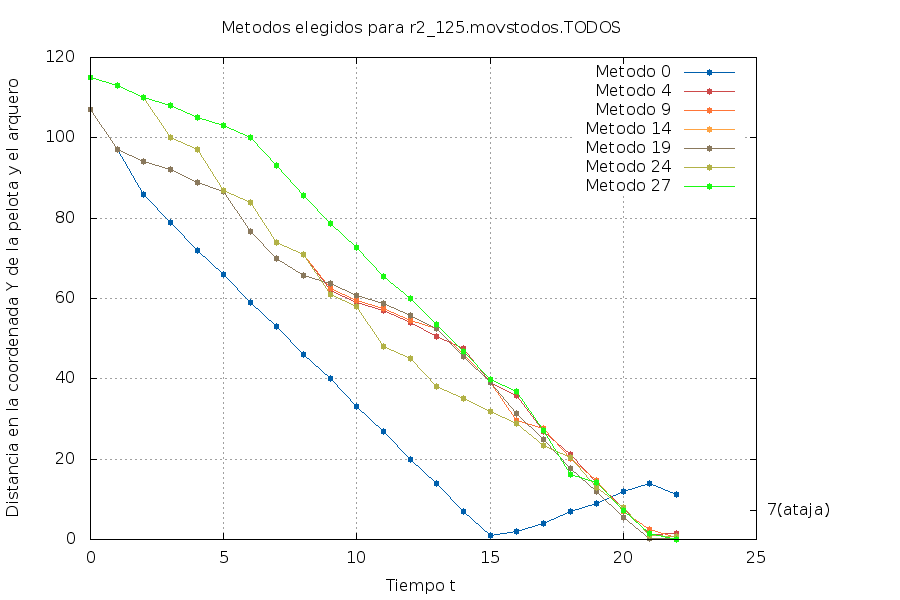 Metodos elegidos para r2_125.movstodos.TODOS
Distancia en la coordenada Y de la pelota y el arquero
120
100
80
60
40
20
0
Metodo 0
Metodo 4
Metodo 9
Metodo 14
Metodo 19
Metodo 24
Metodo 27
7(ataja)
0 5 10 15 20 25
Tiempo t